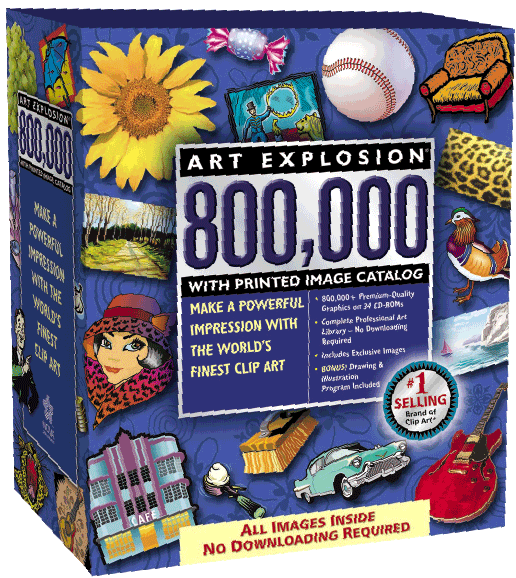 ART EXPLOSION®
800,000
WITH PRINTED IMAGE CATALOG
MAKE A POWERFUL
IMPRESSION WITH
THE WORLD'S
FINEST CLIP ART
• 800,000+ Premium-Quality
Graphics on 34 CD-ROMs
• Complete Professional Art
Library – No Downloading
Required
• Includes Exclusive Images
• BONUS! Drawing &
Illustration
Program Included
#1
SELLING
Brand of
Clip Art*
CAFE
ALL IMAGES INSIDE
NO DOWNLOADING REQUIRED
ART EXPLOSION
800,000
WITH PRINTED IMAGE CATALOG
MAKE A
POWERFUL
IMPRESSION
WITH THE
WORLD'S
FINEST
CLIP ART